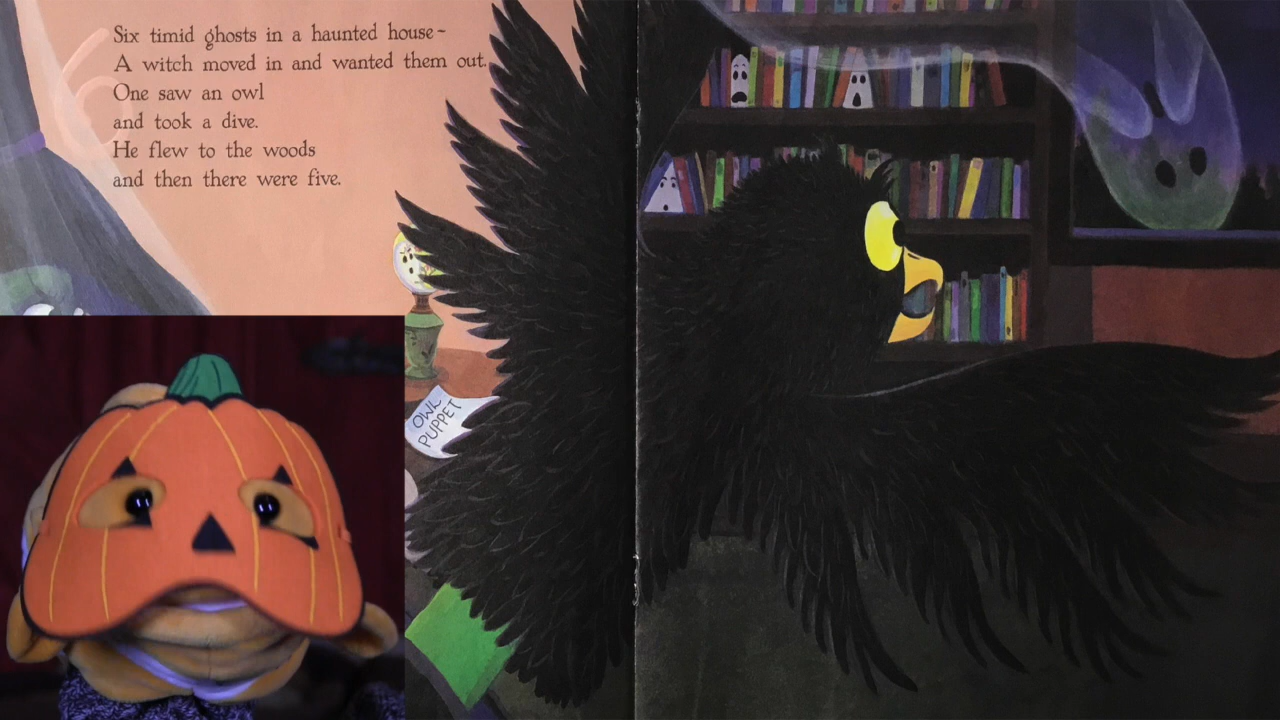 Six timid ghosts in a haunted house~
A witch moved in and wanted them out.
One saw an owl
and took a dive.
He flew to the woods
and then there were five.
OWL
PUPPET